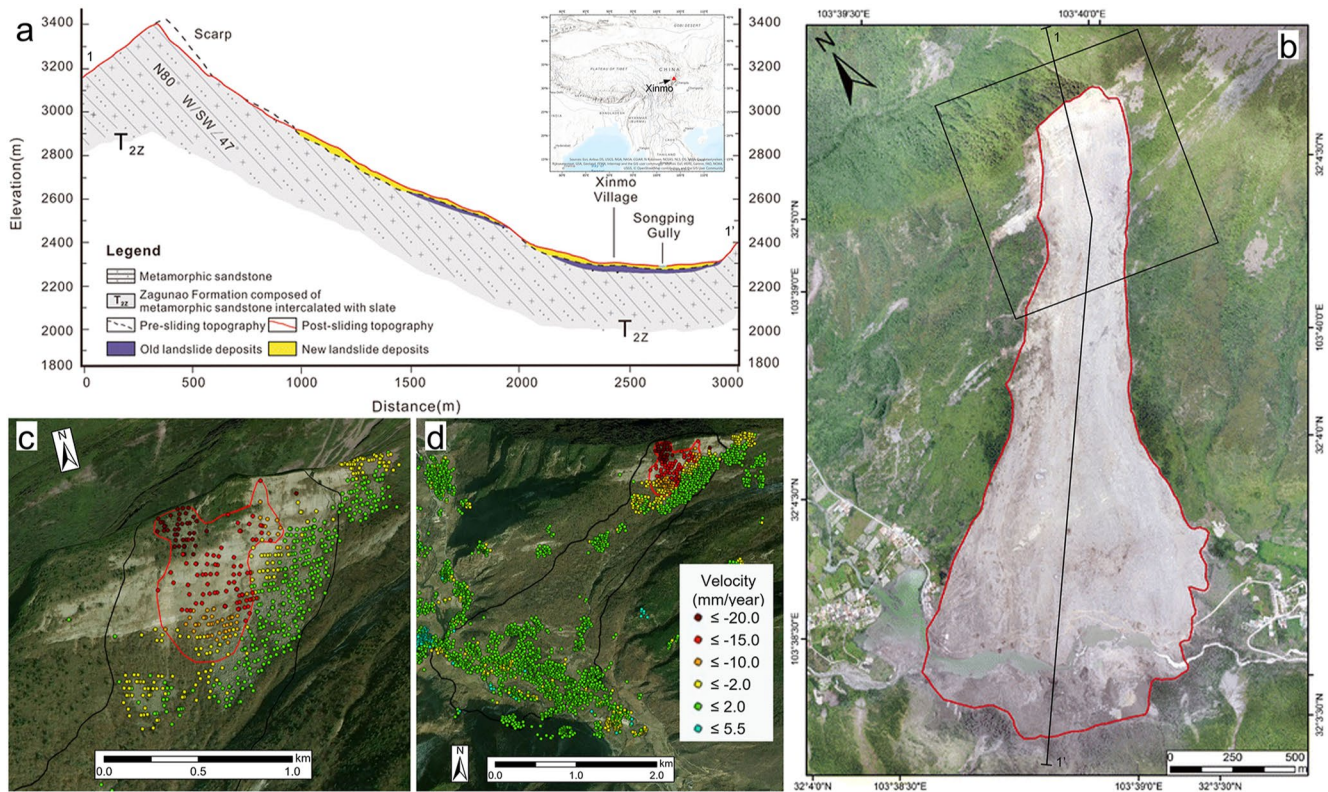 a
3400
3200
3000
2800
2600
2400
2200
2000
1800
Elevation(m)
1
Scarp
N80 W/SW∠47
T2Z
Xinmo
Village
Songping
Gully
1'
T2Z
3400
3200
3000
2800
2600
2400
2200
2000
1800
Legend
Metamorphic sandstone
T2Z Zagunao Formation composed of
metamorphic sandstone intercalated with slate
Pre-sliding topography Post-sliding topography
Old landslide deposits New landslide deposits
0 500 1000 1500 2000 2500 3000
Distance(m)
CHINA
Xinmo
b
N
103°39'30"E 103°40'0"E
1
32°5'0"N
103°39'0"E
32°4'30"N
103°38'30"E
32°4'30"N
103°40'0"E
32°4'0"N
32°3'30"N
1'
0 250 500
m
32°4'0"N 103°38'30"E 103°39'0"E 32°3'30"N
c
N
km
0.0 0.5 1.0
d
Velocity
(mm/year)
≤ -20.0
≤ -15.0
≤ -10.0
≤ -2.0
≤ 2.0
≤ 5.5
N
km
0.0 1.0 2.0